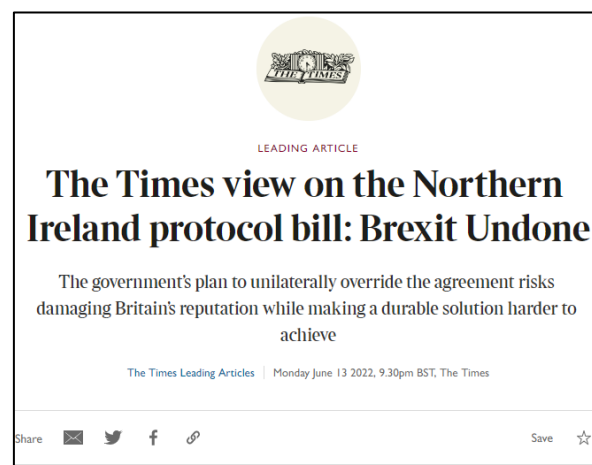 THE TIMES
LEADING ARTICLE
The Times view on the Northern
Ireland protocol bill: Brexit Undone
The government's plan to unilaterally override the agreement risks
damaging Britain's reputation while making a durable solution harder to
achieve
The Times Leading Articles | Monday June 13 2022, 9.30pm BST, The Times
Share Save